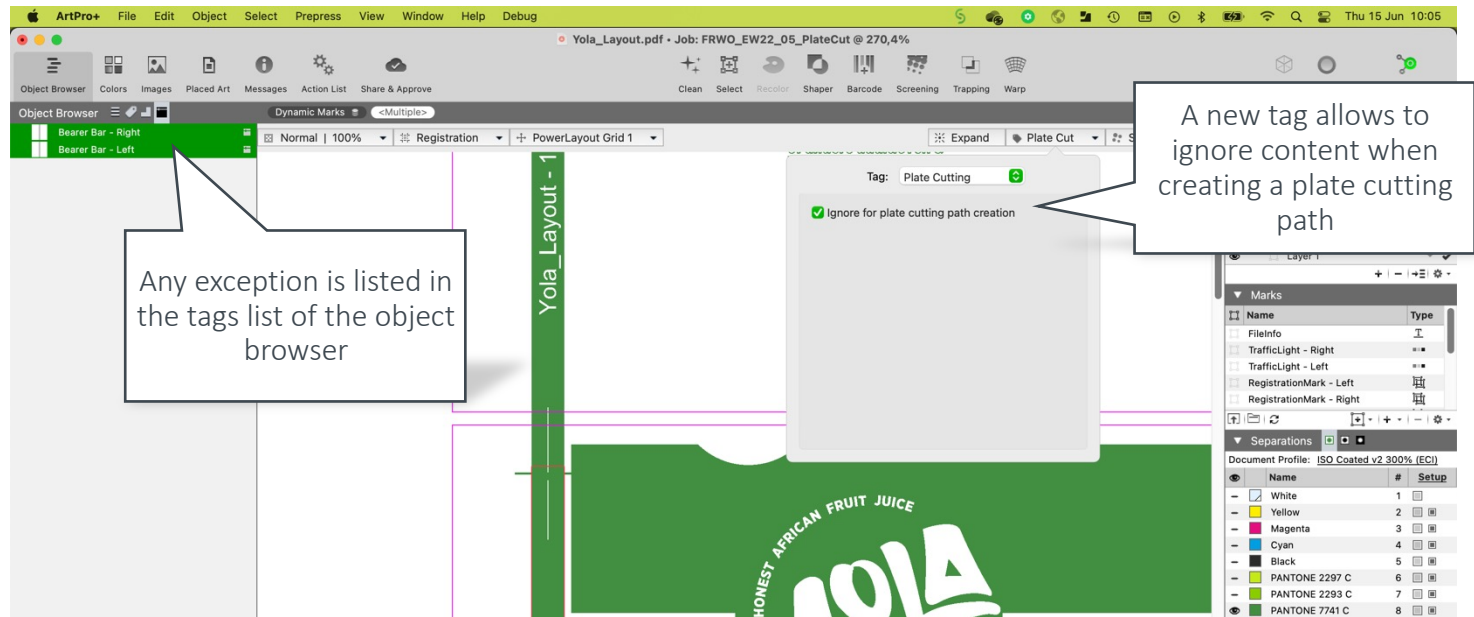 ArtPro+ File Edit Object Select Prepress View Window Help Debug
Thu 15 Jun 10:05
Yola_Layout.pdf • Job: FRWO_EW22_05_PlateCut @ 270,4%
Object Browser Colors Images Placed Art Messages Action List Share & Approve
Clean Select Recolor Shaper Barcode Screening Trapping Warp
Object Browser
Dynamic Marks <Multiple>
Bearer Bar - Right
Bearer Bar - Left
Normal | 100% Registration PowerLayout Grid 1
Expand Plate Cut S
Tag: Plate Cutting
Ignore for plate cutting path creation
A new tag allows to
ignore content when
creating a plate cutting
path
Any exception is listed in
the tags list of the object
browser
Yola_Layout - 1
HONEST AFRICAN FRUIT JUICE
YOLA
Layer 1
Marks
Name Type
FileInfo
TrafficLight - Right
TrafficLight - Left
RegistrationMark - Left
RegistrationMark - Right
Separations
Document Profile: ISO Coated v2 300% (ECI)
Name # Setup
White 1
Yellow 2
Magenta 3
Cyan 4
Black 5
PANTONE 2297 C 6
PANTONE 2293 C 7
PANTONE 7741 C 8